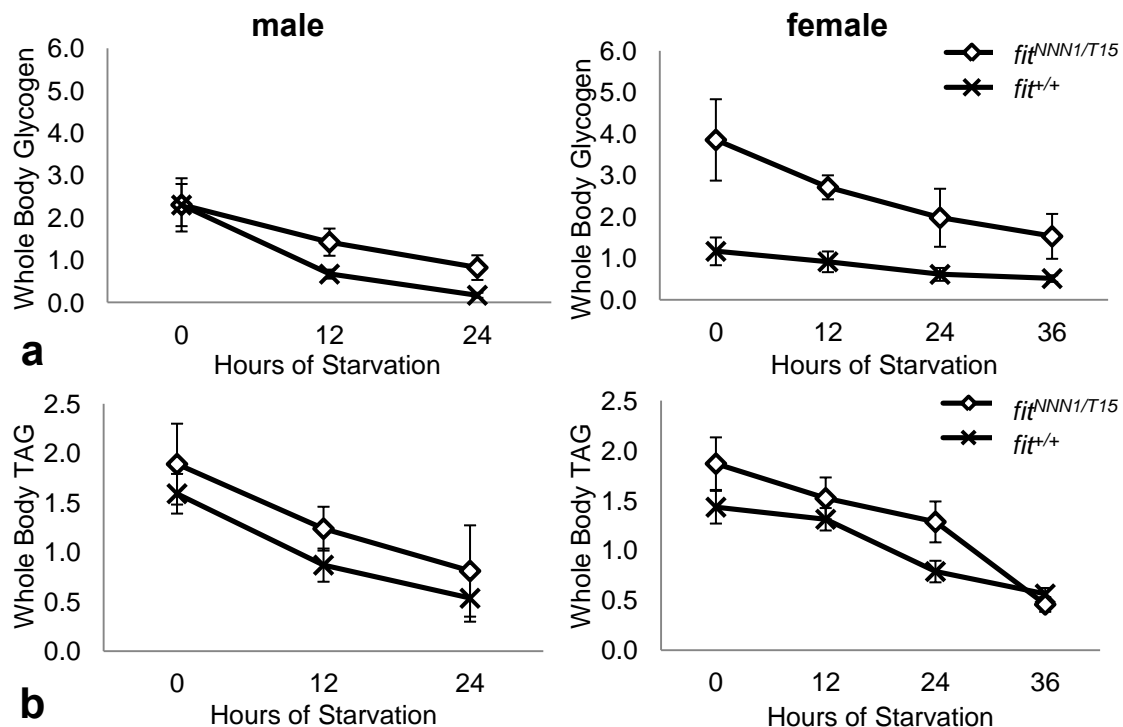 male
female
Whole Body Glycogen
6.0
5.0
4.0
3.0
2.0
1.0
0.0
0 12 24
Hours of Starvation
a
Whole Body Glycogen
6.0
5.0
4.0
3.0
2.0
1.0
0.0
0 12 24 36
Hours of Starvation
fitNNN1/T15
fit+/+
Whole Body TAG
2.5
2.0
1.5
1.0
0.5
0.0
0 12 24
Hours of Starvation
b
Whole Body TAG
2.5
2.0
1.5
1.0
0.5
0.0
0 12 24 36
Hours of Starvation
fitNNN1/T15
fit+/+